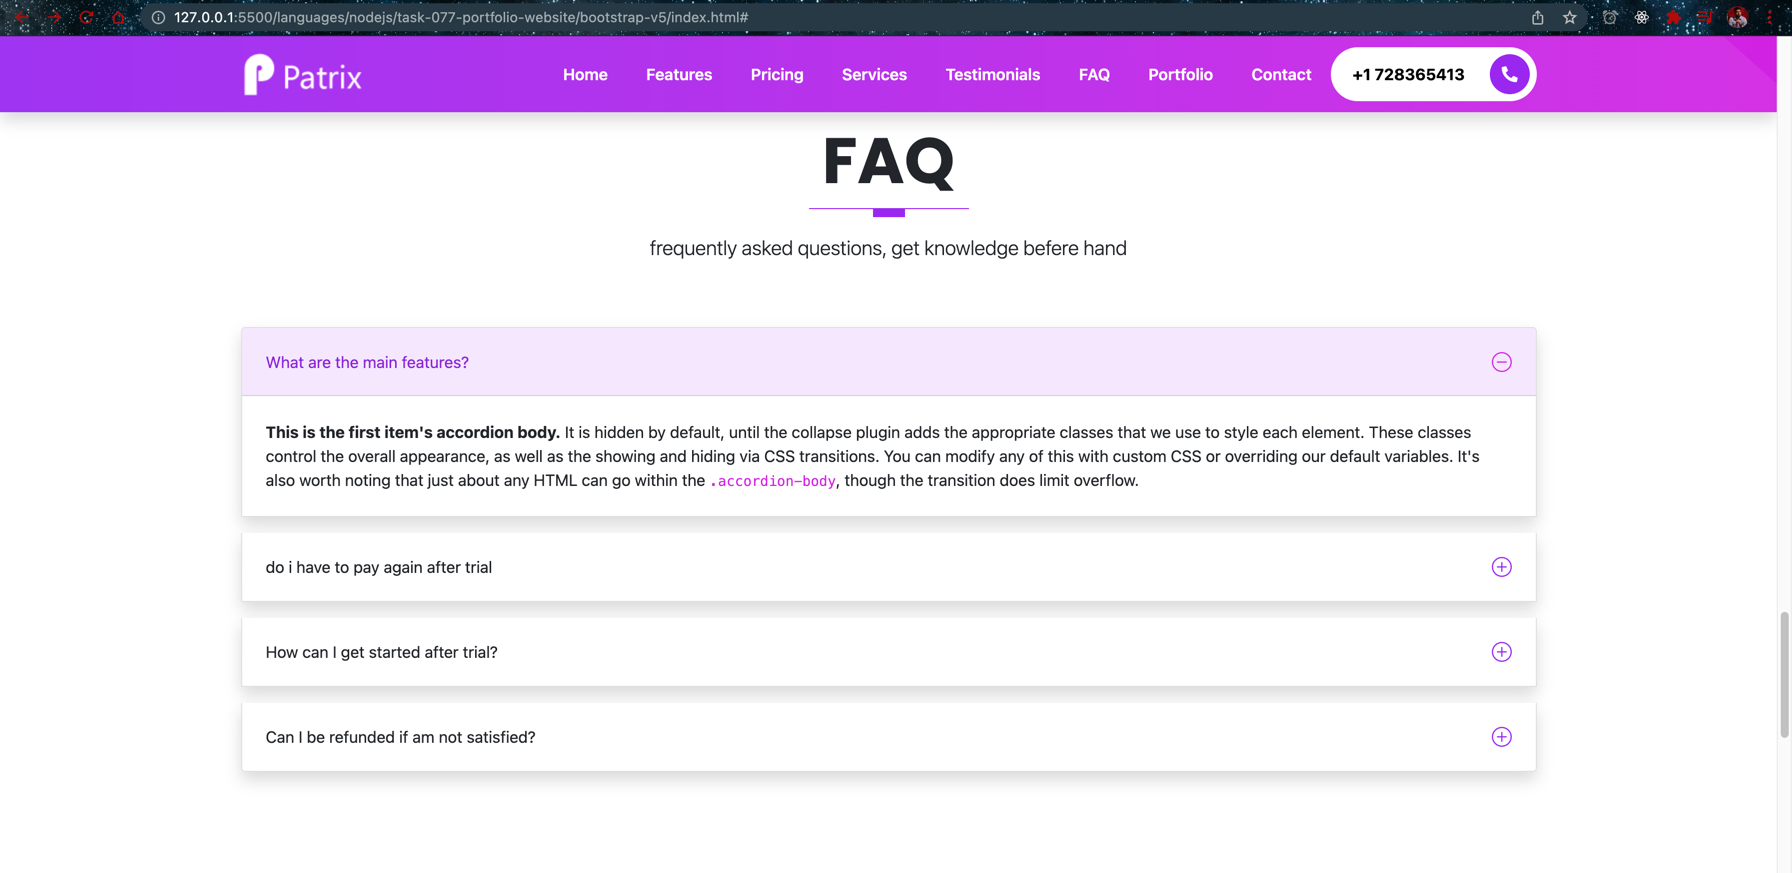 127.0.0.1:5500/languages/nodejs/task-077-portfolio-website/bootstrap-v5/index.html#
Patrix Home Features Pricing Services Testimonials FAQ Portfolio Contact +1 728365413
FAQ
frequently asked questions, get knowledge befere hand
What are the main features?
This is the first item's accordion body. It is hidden by default, until the collapse plugin adds the appropriate classes that we use to style each element. These classes
control the overall appearance, as well as the showing and hiding via CSS transitions. You can modify any of this with custom CSS or overriding our default variables. It's
also worth noting that just about any HTML can go within the .accordion-body, though the transition does limit overflow.
do i have to pay again after trial
How can I get started after trial?
Can I be refunded if am not satisfied?